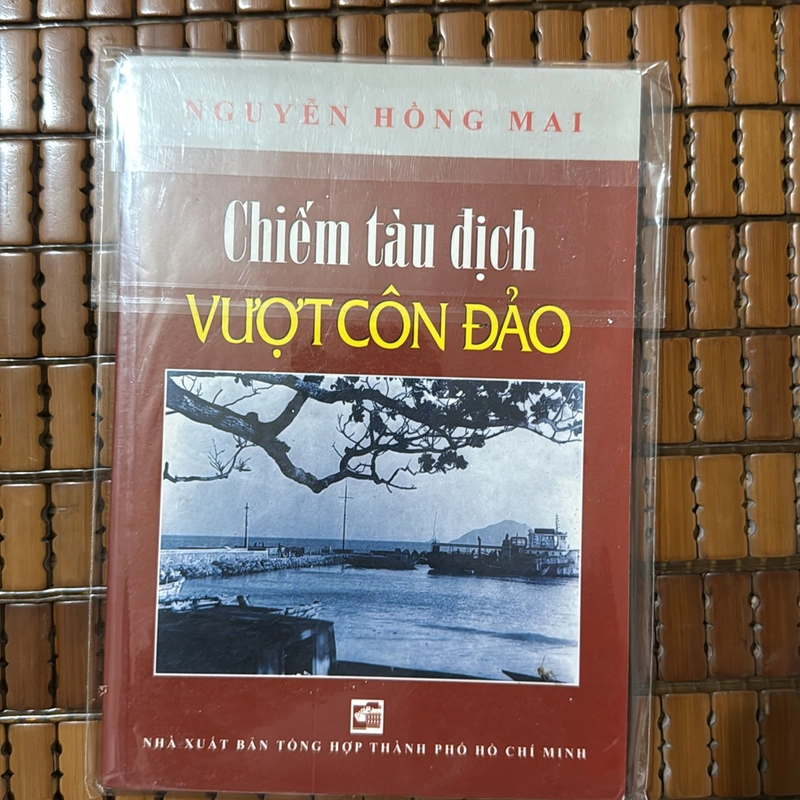 NGUYỄN HỒNG MAI
Chiếm tàu địch
VƯỢT CÔN ĐẢO
NHÀ XUẤT BẢN TỔNG HỢP THÀNH PHỐ HỒ CHÍ MINH